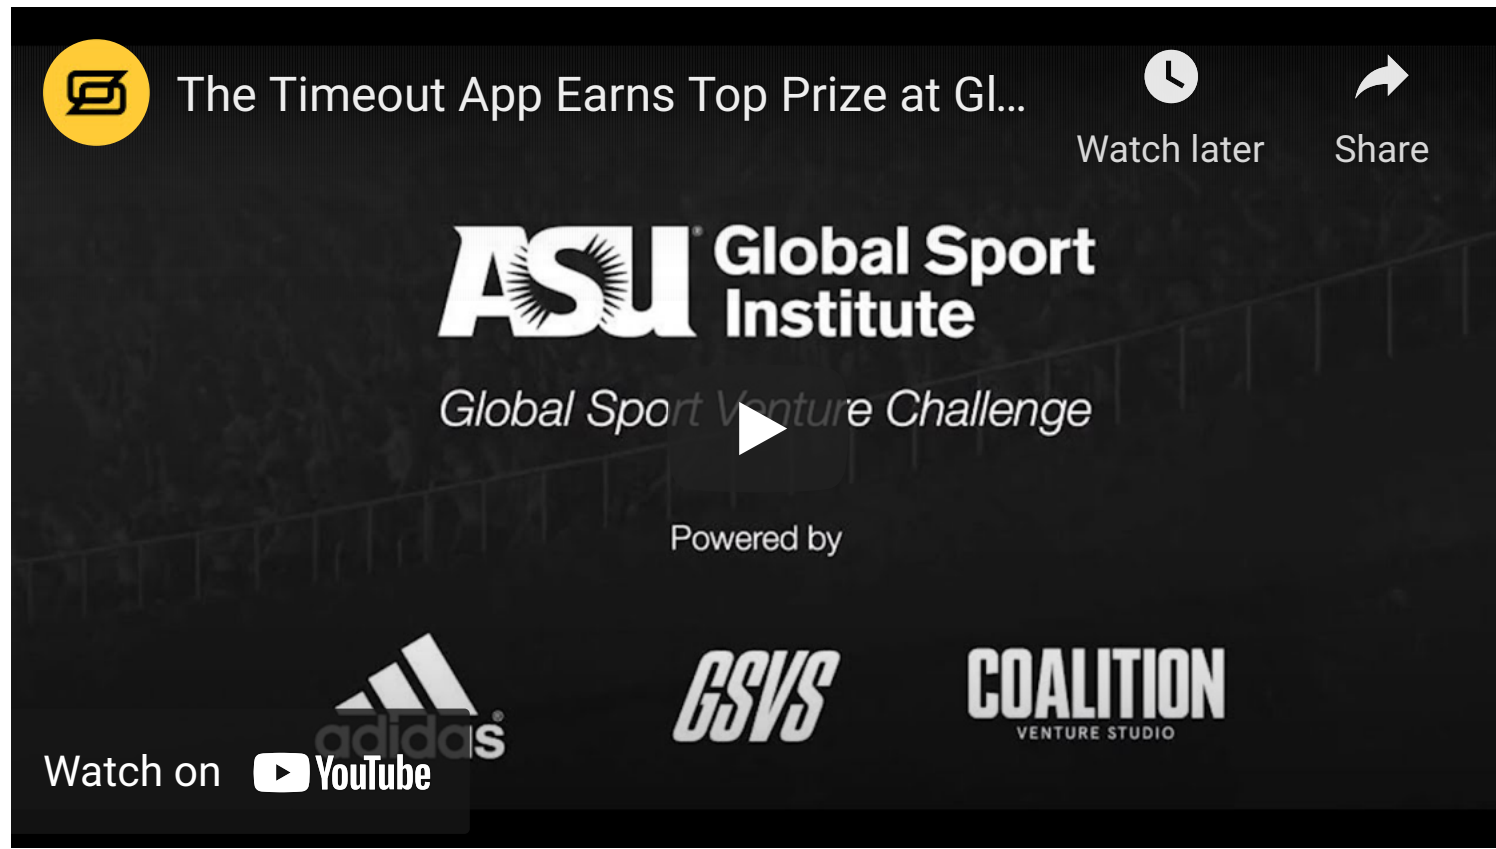 The Timeout App Earns Top Prize at Gl...
Watch later
Share
ASU® Global Sport
Institute
Global Sport Venture Challenge
Powered by
adidas®
GSVS
COALITION
VENTURE STUDIO
Watch on YouTube